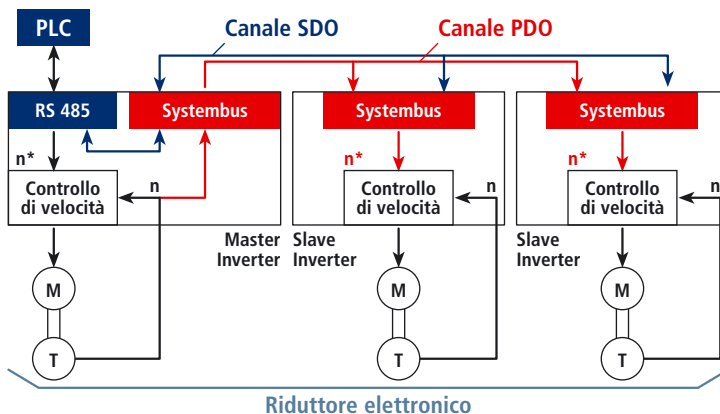 PLC
Canale SDO
Canale PDO
RS 485
Systembus
Systembus
Systembus
n*
n
n*
n
n*
n
Controllo
di velocità
Controllo
di velocità
Controllo
di velocità
Master
Inverter
Slave
Inverter
Slave
Inverter
M
M
M
T
T
T
Riduttore elettronico